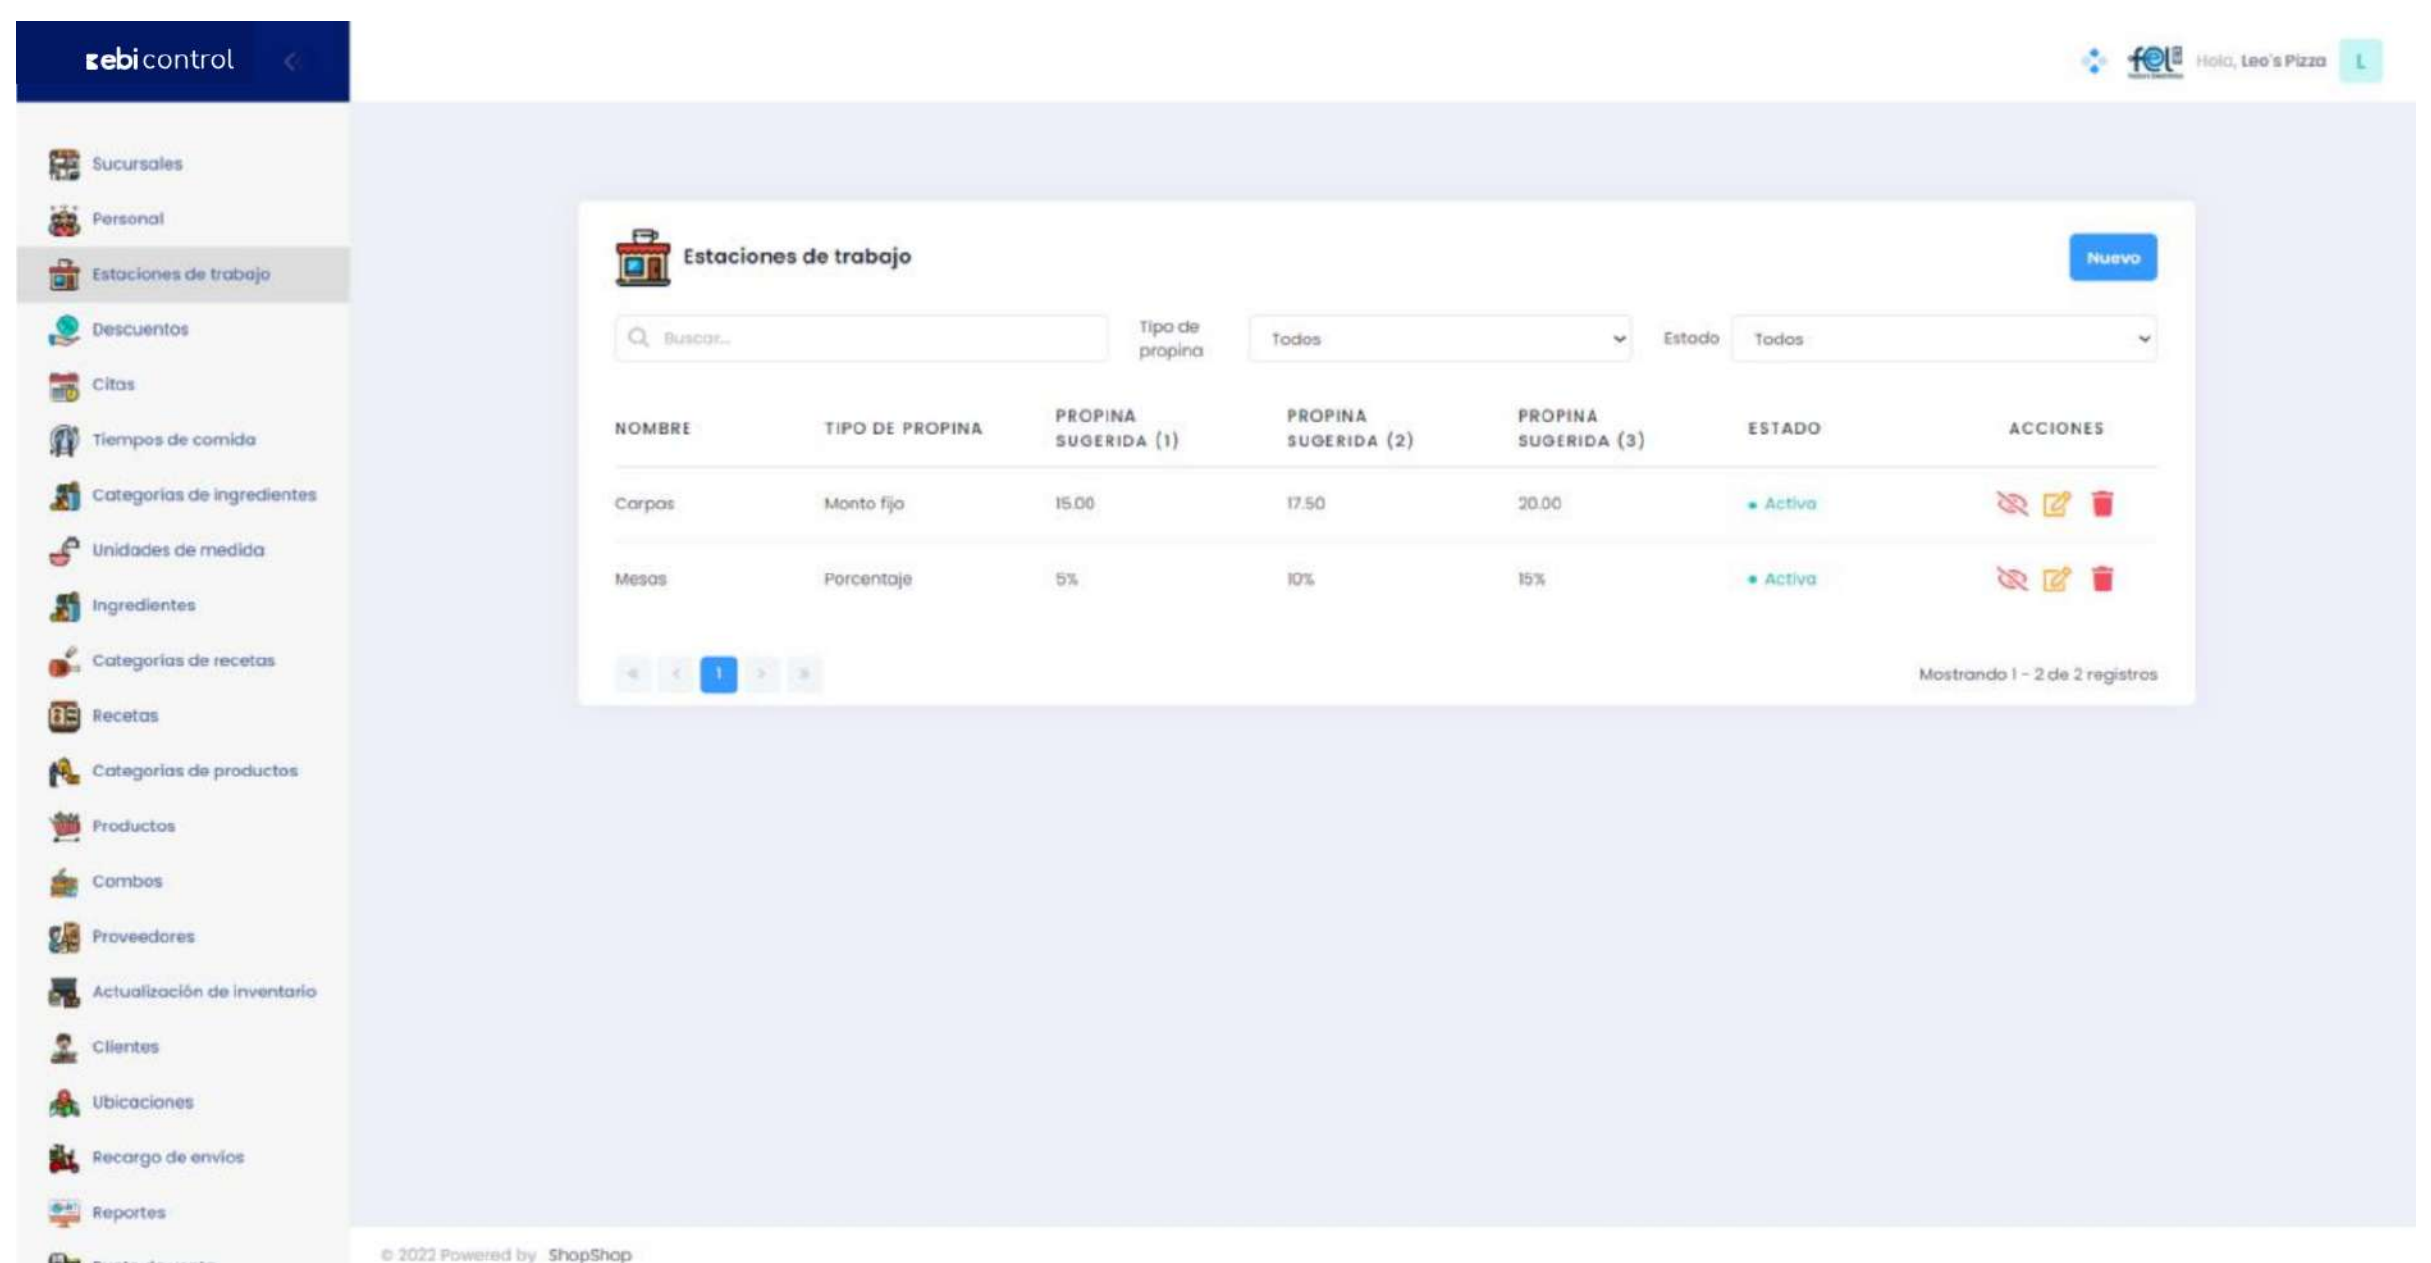 ebi control
fel
Hola, Leo's Pizza
L
Sucursales
Personal
Estaciones de trabajo
Descuentos
Citas
Tiempos de comida
Categorías de ingredientes
Unidades de medida
Ingredientes
Categorías de recetas
Recetas
Categorías de productos
Productos
Combos
Proveedores
Actualización de inventario
Clientes
Ubicaciones
Recargo de envíos
Reportes
Estaciones de trabajo
Nuevo
Buscar...
Tipo de
propina
Todos
Estado
Todos
NOMBRE TIPO DE PROPINA PROPINA SUGERIDA (1) PROPINA SUGERIDA (2) PROPINA SUGERIDA (3) ESTADO ACCIONES
Carpas Monto fijo 15.00 17.50 20.00 Activa
Mesas Porcentaje 5% 10% 15% Activa
« < 1 > »
Mostrando 1 - 2 de 2 registros
© 2022 Powered by ShopShop